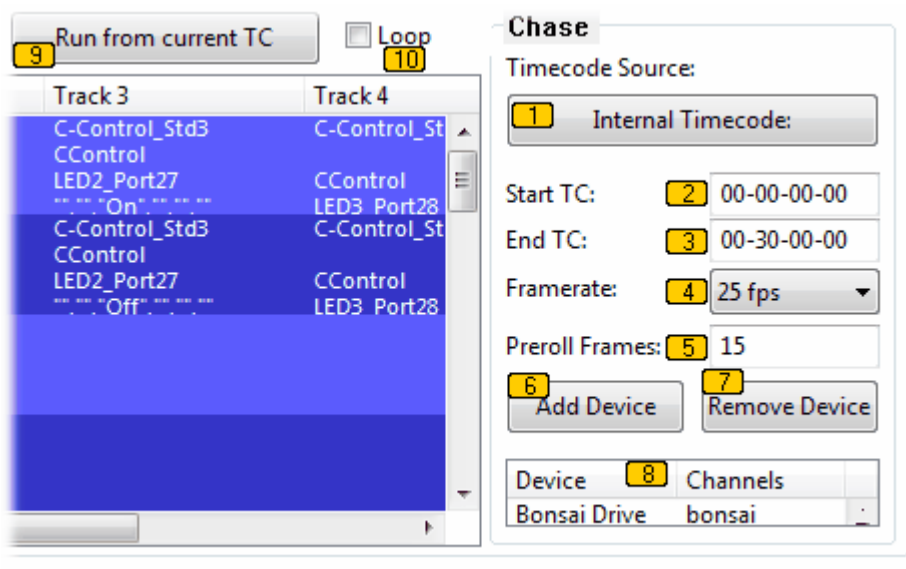 9 Run from current TC
Loop
10
Track 3 Track 4
C-Control_Std3 C-Control_St
CControl
LED2_Port27 CControl
"","","On","","","" LED3_Port28
C-Control_Std3 C-Control_St
CControl
LED2_Port27 CControl
"","","Off","","","" LED3_Port28
Chase
Timecode Source:
1 Internal Timecode:
Start TC: 2 00-00-00-00
End TC: 3 00-30-00-00
Framerate: 4 25 fps
Preroll Frames: 5 15
6 7
Add Device Remove Device
Device 8 Channels
Bonsai Drive bonsai